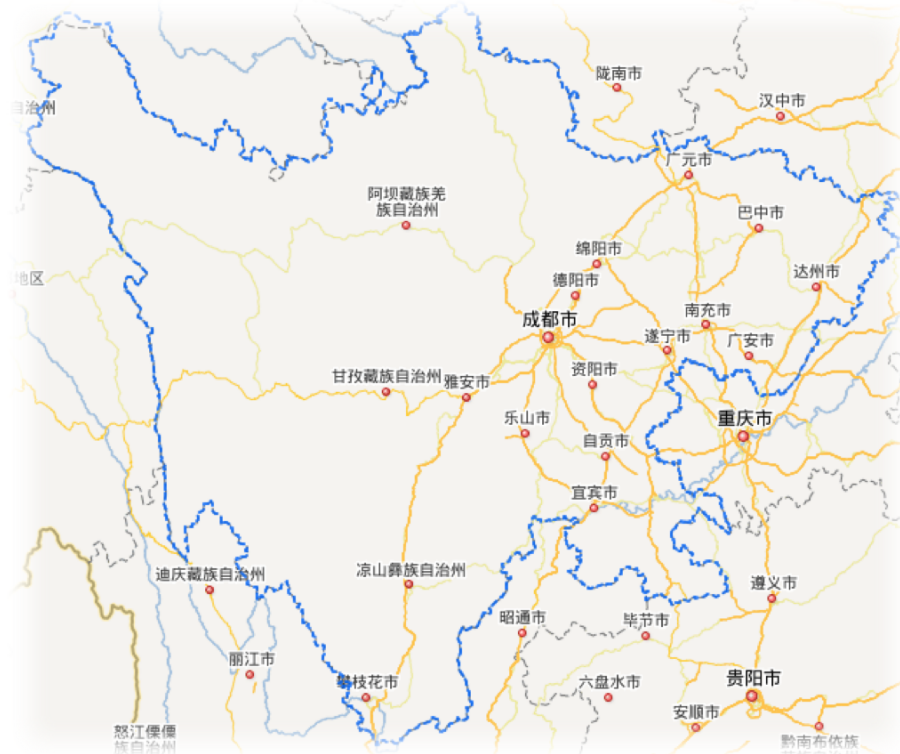 陇南市
汉中市
自治州
广元市
阿坝藏族羌
族自治州
巴中市
绵阳市
达州市
地区
德阳市
南充市
成都市
遂宁市
广安市
资阳市
甘孜藏族自治州
雅安市
乐山市
重庆市
自贡市
宜宾市
迪庆藏族自治州
凉山彝族自治州
遵义市
昭通市
毕节市
丽江市
攀枝花市
六盘水市
贵阳市
安顺市
怒江傈僳
族自治州
黔南布依族